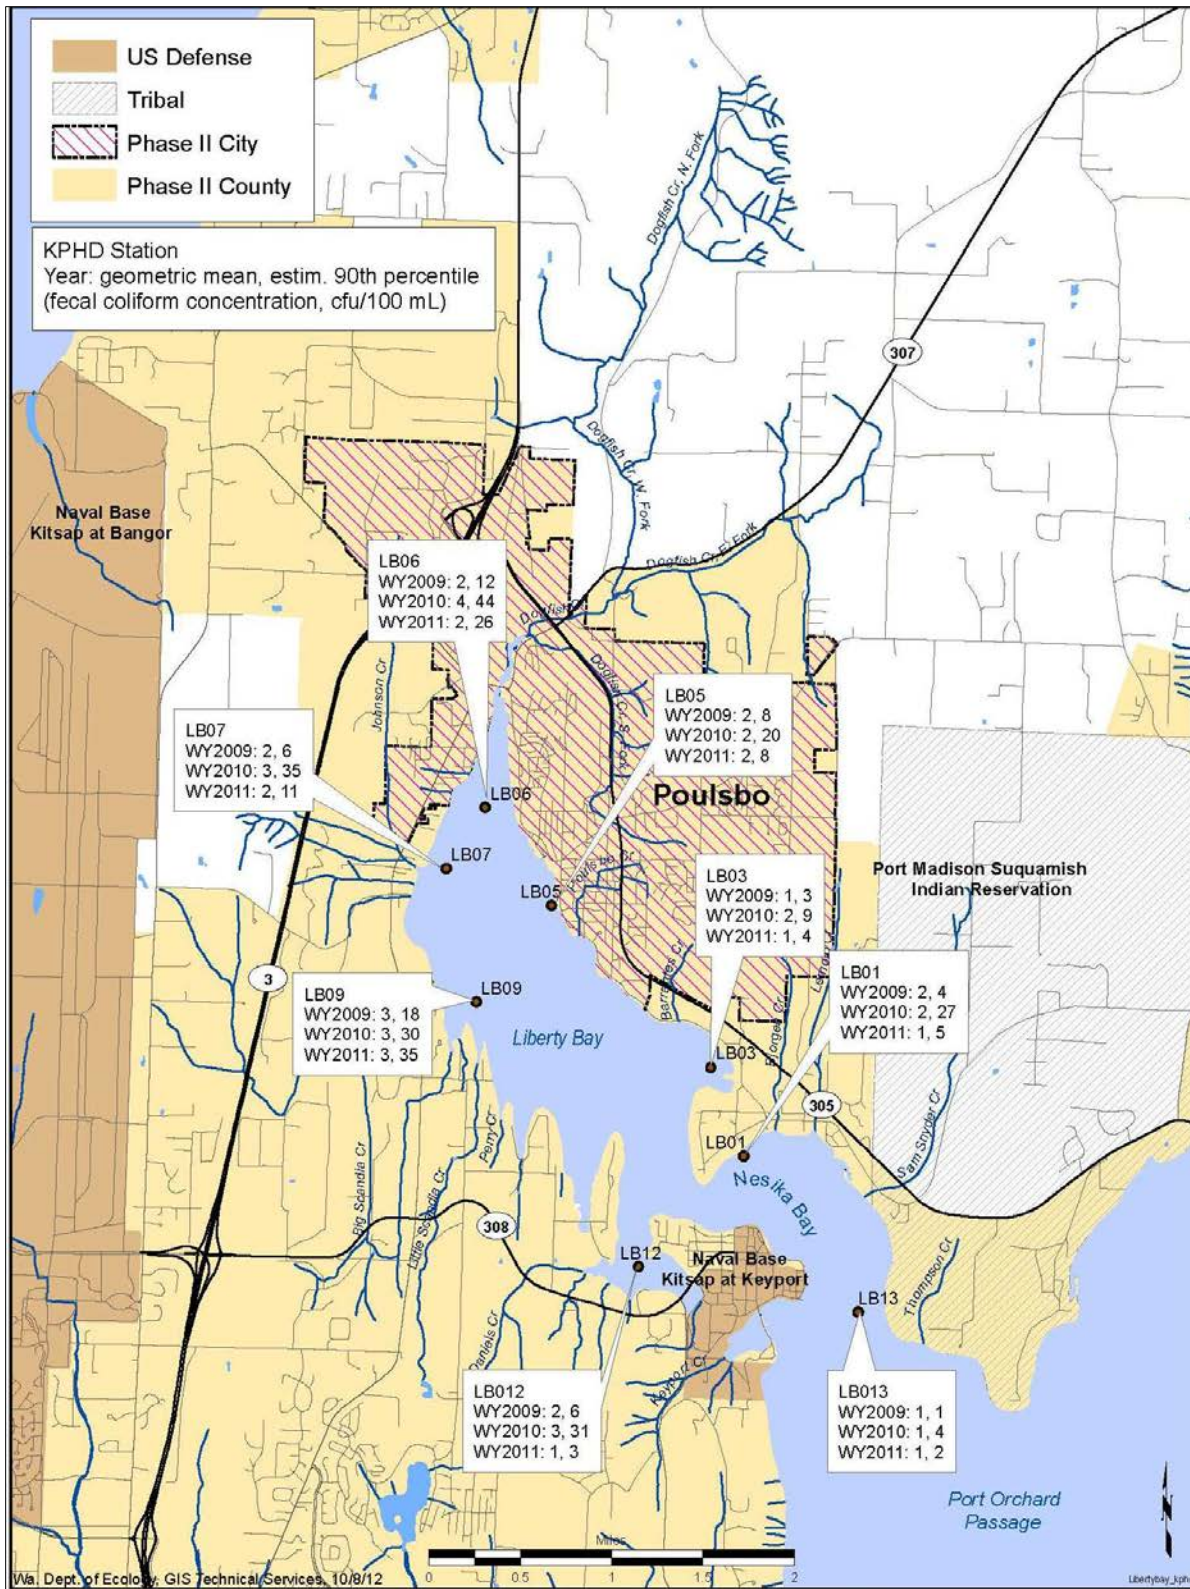 US Defense
Tribal
Phase II City
Phase II County
KPHD Station
Year: geometric mean, estim. 90th percentile
(fecal coliform concentration, cfu/100 mL)
Dogfish Cr, N. Fork
307
Dogfish Cr, W. Fork
Naval Base
Kitsap at Bangor
Dogfish Cr, E. Fork
LB06
WY2009: 2, 12
WY2010: 4, 44
WY2011: 2, 26
Johnson Cr
Dogfish Cr, S. Fork
LB05
WY2009: 2, 8
WY2010: 2, 20
WY2011: 2, 8
LB07
WY2009: 2, 6
WY2010: 3, 35
WY2011: 2, 11
Poulsbo
LB06
LB07
Poulsbo Cr
LB05
LB03
WY2009: 1, 3
WY2010: 2, 9
WY2011: 1, 4
Port Madison Suquamish
Indian Reservation
3
LB01
WY2009: 2, 4
WY2010: 2, 27
WY2011: 1, 5
LB09
WY2009: 3, 18
WY2010: 3, 30
WY2011: 3, 35
LB09
Liberty Bay
LB03
305
LB01
Nesika Bay
Sam Snyder Cr
Perry Cr
Big Scandia Cr
Little Scandia Cr
308
LB12
Naval Base
Kitsap at Keyport
Thompson Cr
LB13
Daniels Cr
Keyport Cr
LB012
WY2009: 2, 6
WY2010: 3, 31
WY2011: 1, 3
LB013
WY2009: 1, 1
WY2010: 1, 4
WY2011: 1, 2
Port Orchard
Passage
N
Miles
0 0.5 1 2
Wa. Dept. of Ecology, GIS Technical Services, 10/8/12